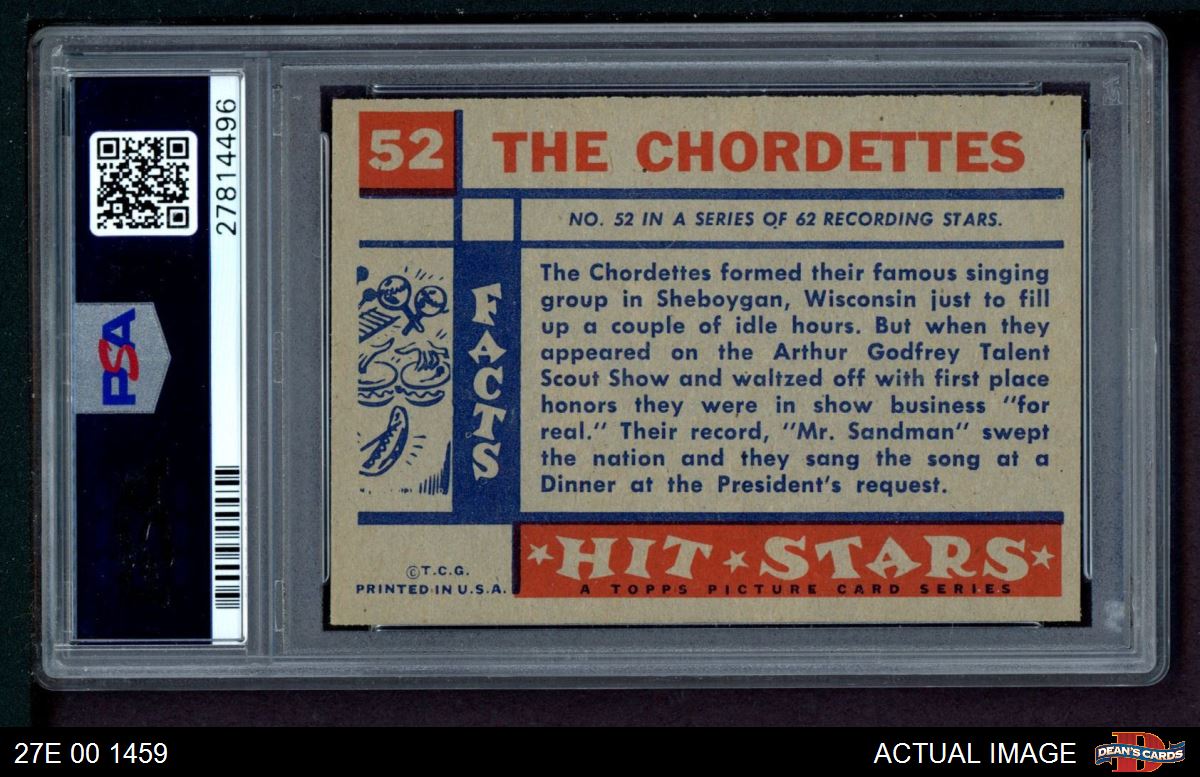 27814496
PSA
52
THE CHORDETTES
NO. 52 IN A SERIES OF 62 RECORDING STARS.
FACTS
The Chordettes formed their famous singing
group in Sheboygan, Wisconsin just to fill
up a couple of idle hours. But when they
appeared on the Arthur Godfrey Talent
Scout Show and waltzed off with first place
honors they were in show business "for
real." Their record, "Mr. Sandman" swept
the nation and they sang the song at a
Dinner at the President's request.
©T.C.G.
PRINTED IN U.S.A.
HIT STARS
A TOPPS PICTURE CARD SERIES
27E 00 1459
ACTUAL IMAGE
DEAN'S CARDS